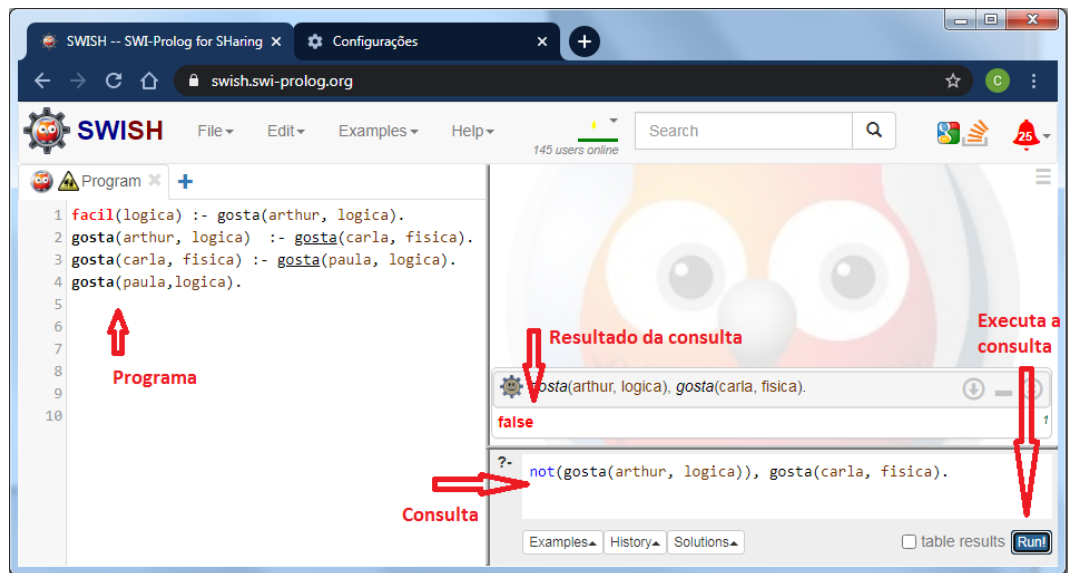 SWISH -- SWI-Prolog for SHaring
Configurações
swish.swi-prolog.org
C
SWISH
File
Edit
Examples
Help
145 users online
Search
25
Program
1 facil(logica) :- gosta(arthur, logica).
2 gosta(arthur, logica)  :- gosta(carla, fisica).
3 gosta(carla, fisica) :- gosta(paula, logica).
4 gosta(paula,logica).
5
6
7
8
9
10
Programa
Resultado da consulta
Executa a
consulta
gosta(arthur, logica), gosta(carla, fisica).
false
1
?-
not(gosta(arthur, logica)), gosta(carla, fisica).
Consulta
Examples
History
Solutions
table results
Run!